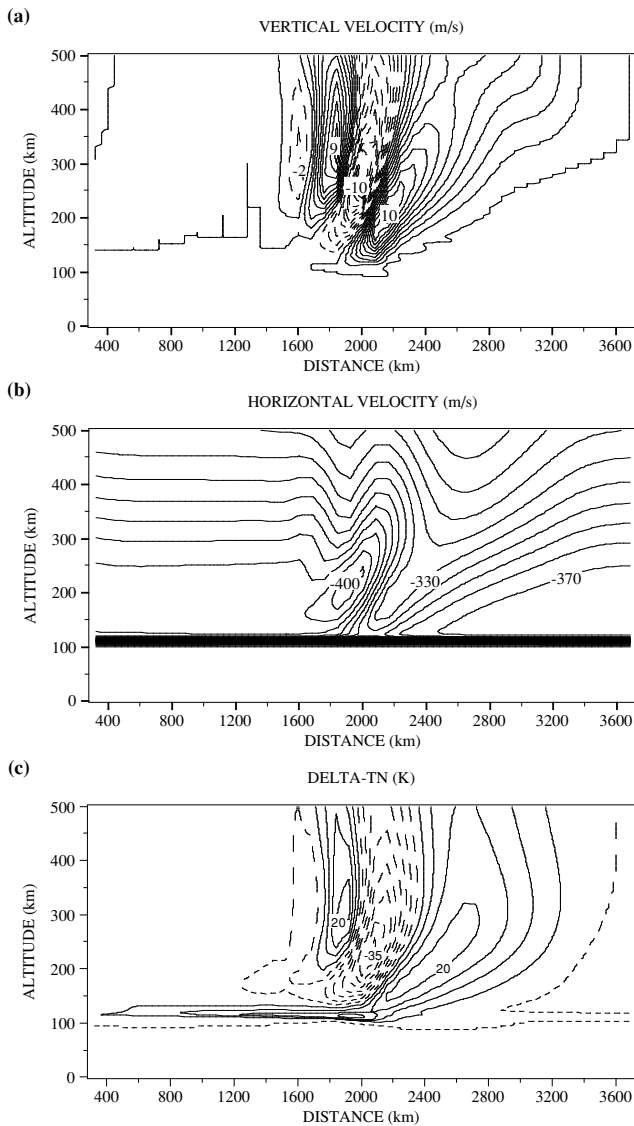 (a)
VERTICAL VELOCITY (m/s)
500
400
300
200
100
0
ALTITUDE (km)
9
-2
-10
10
400 800 1200 1600 2000 2400 2800 3200 3600
DISTANCE (km)
(b)
HORIZONTAL VELOCITY (m/s)
500
400
300
200
100
0
ALTITUDE (km)
-400
-330
-370
400 800 1200 1600 2000 2400 2800 3200 3600
DISTANCE (km)
(c)
DELTA-TN (K)
500
400
300
200
100
0
ALTITUDE (km)
20
-35
20
400 800 1200 1600 2000 2400 2800 3200 3600
DISTANCE (km)